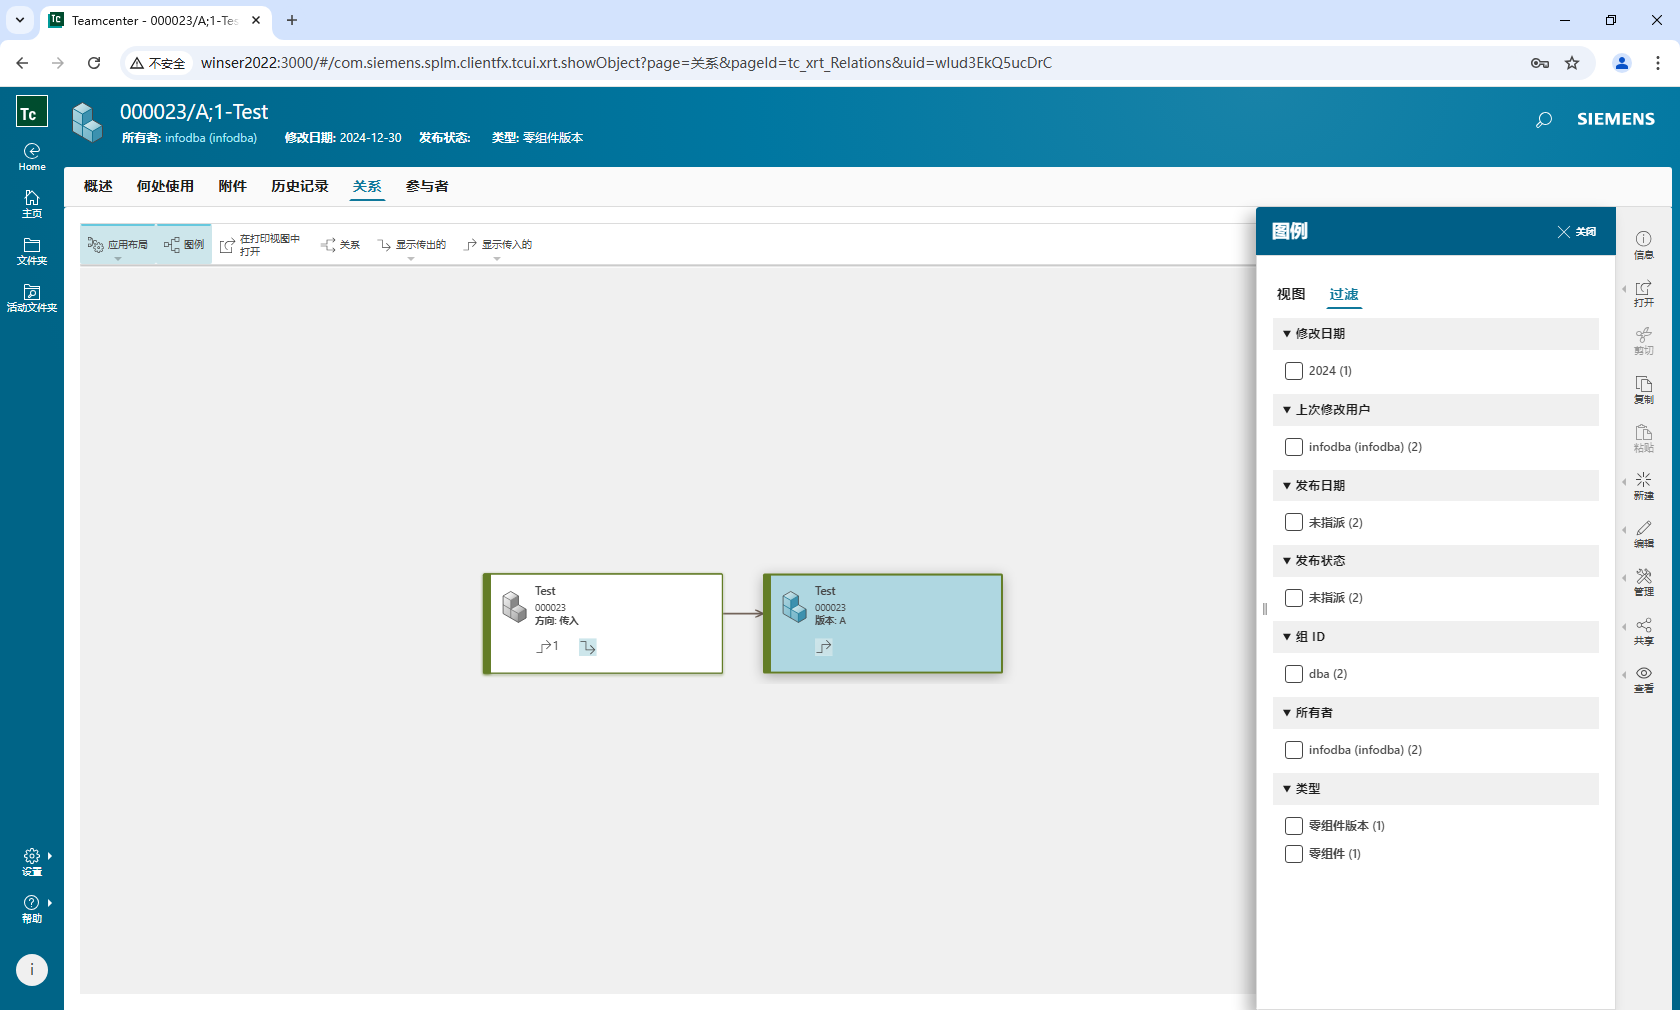 Teamcenter - 000023/A;1-Tes
不安全
winser2022:3000/#/com.siemens.splm.clientfx.tcui.xrt.showObject?page=关系&pageId=tc_xrt_Relations&uid=wlud3EkQ5ucDrC
Tc
000023/A;1-Test
所有者: infodba (infodba)
修改日期: 2024-12-30
发布状态:
类型: 零组件版本
SIEMENS
Home
主页
文件夹
活动文件夹
设置
帮助
概述
何处使用
附件
历史记录
关系
参与者
应用布局
图例
在打印视图中
打开
关系
显示传出的
显示传入的
Test
000023
方向: 传入
1
Test
000023
版本: A
图例
关闭
视图
过滤
修改日期
2024 (1)
上次修改用户
infodba (infodba) (2)
发布日期
未指派 (2)
发布状态
未指派 (2)
组 ID
dba (2)
所有者
infodba (infodba) (2)
类型
零组件版本 (1)
零组件 (1)
信息
打开
剪切
复制
粘贴
新建
编辑
管理
共享
查看